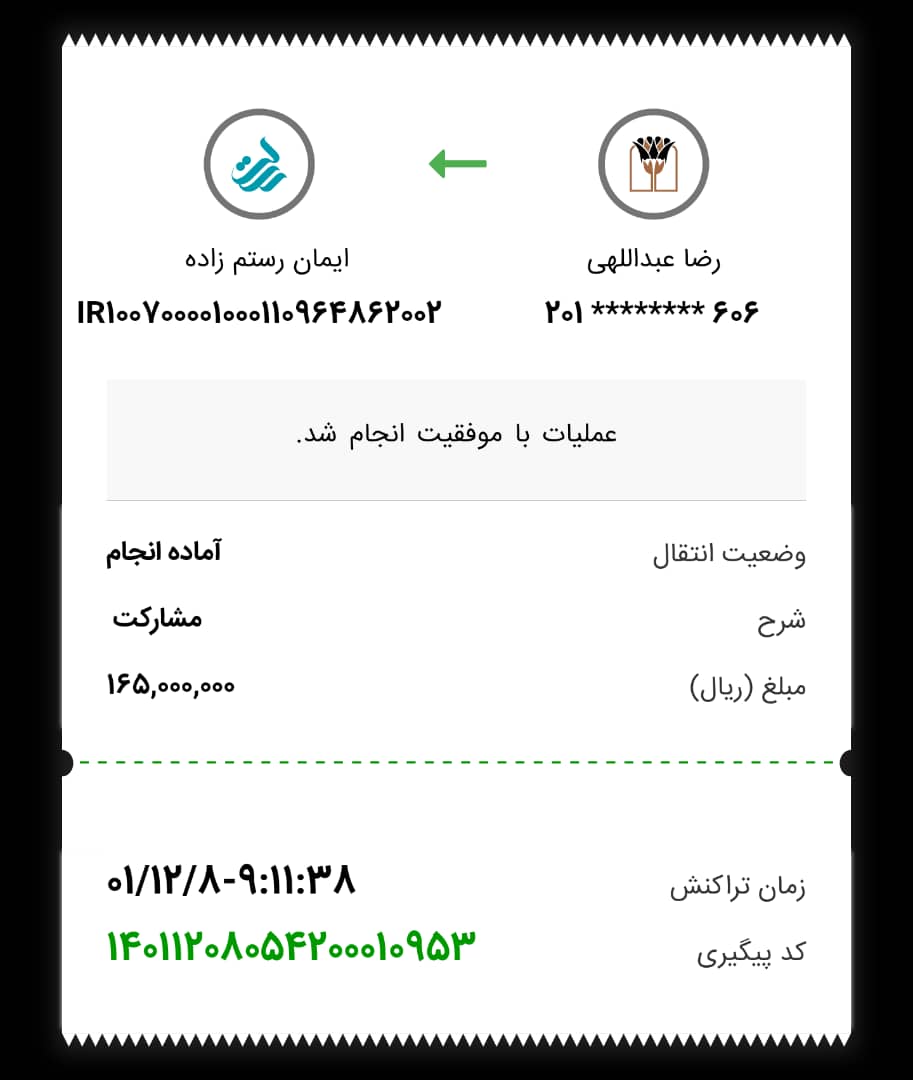 رضا عبداللهی
۲۰۱ ******** ۶۰۶
ایمان رستم زاده
IR۱۰۰۷۰۰۰۰۱۰۰۰۱۱۰۹۶۴۸۶۲۰۰۲
عملیات با موفقیت انجام شد.
وضعیت انتقال آماده انجام
شرح مشارکت
مبلغ (ریال) ۱۶۵,۰۰۰,۰۰۰
زمان تراکنش ۰۱/۱۲/۸-۹:۱۱:۳۸
کد پیگیری ۱۴۰۱۱۲۰۸۰۵۴۲۰۰۰۱۰۹۵۳